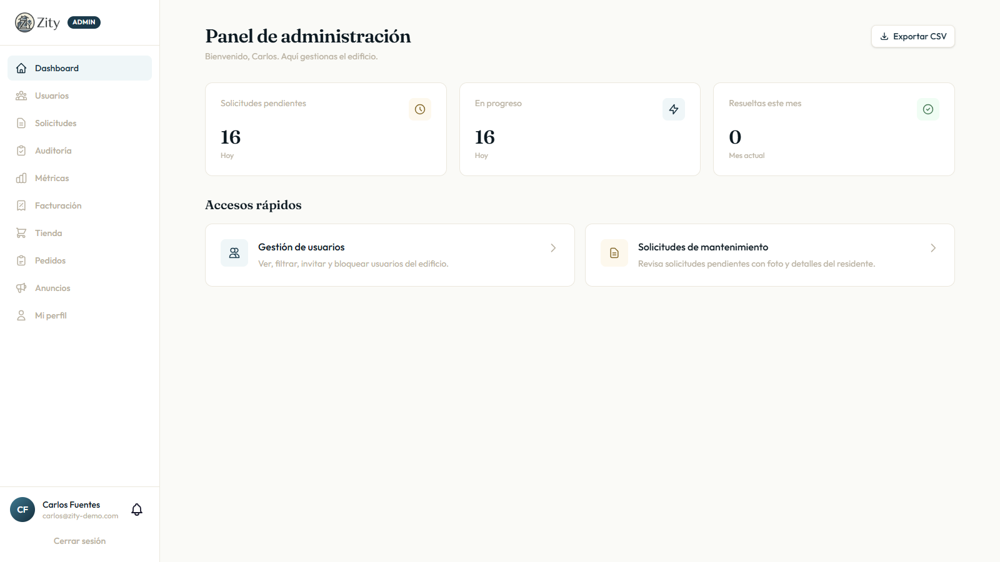 Zity ADMIN
Dashboard
Usuarios
Solicitudes
Auditoría
Métricas
Facturación
Tienda
Pedidos
Anuncios
Mi perfil
CF
Carlos Fuentes
carlos@zity-demo.com
Cerrar sesión
Panel de administración
Bienvenido, Carlos. Aquí gestionas el edificio.
Exportar CSV
Solicitudes pendientes
16
Hoy
En progreso
16
Hoy
Resueltas este mes
0
Mes actual
Accesos rápidos
Gestión de usuarios
Ver, filtrar, invitar y bloquear usuarios del edificio.
Solicitudes de mantenimiento
Revisa solicitudes pendientes con foto y detalles del residente.